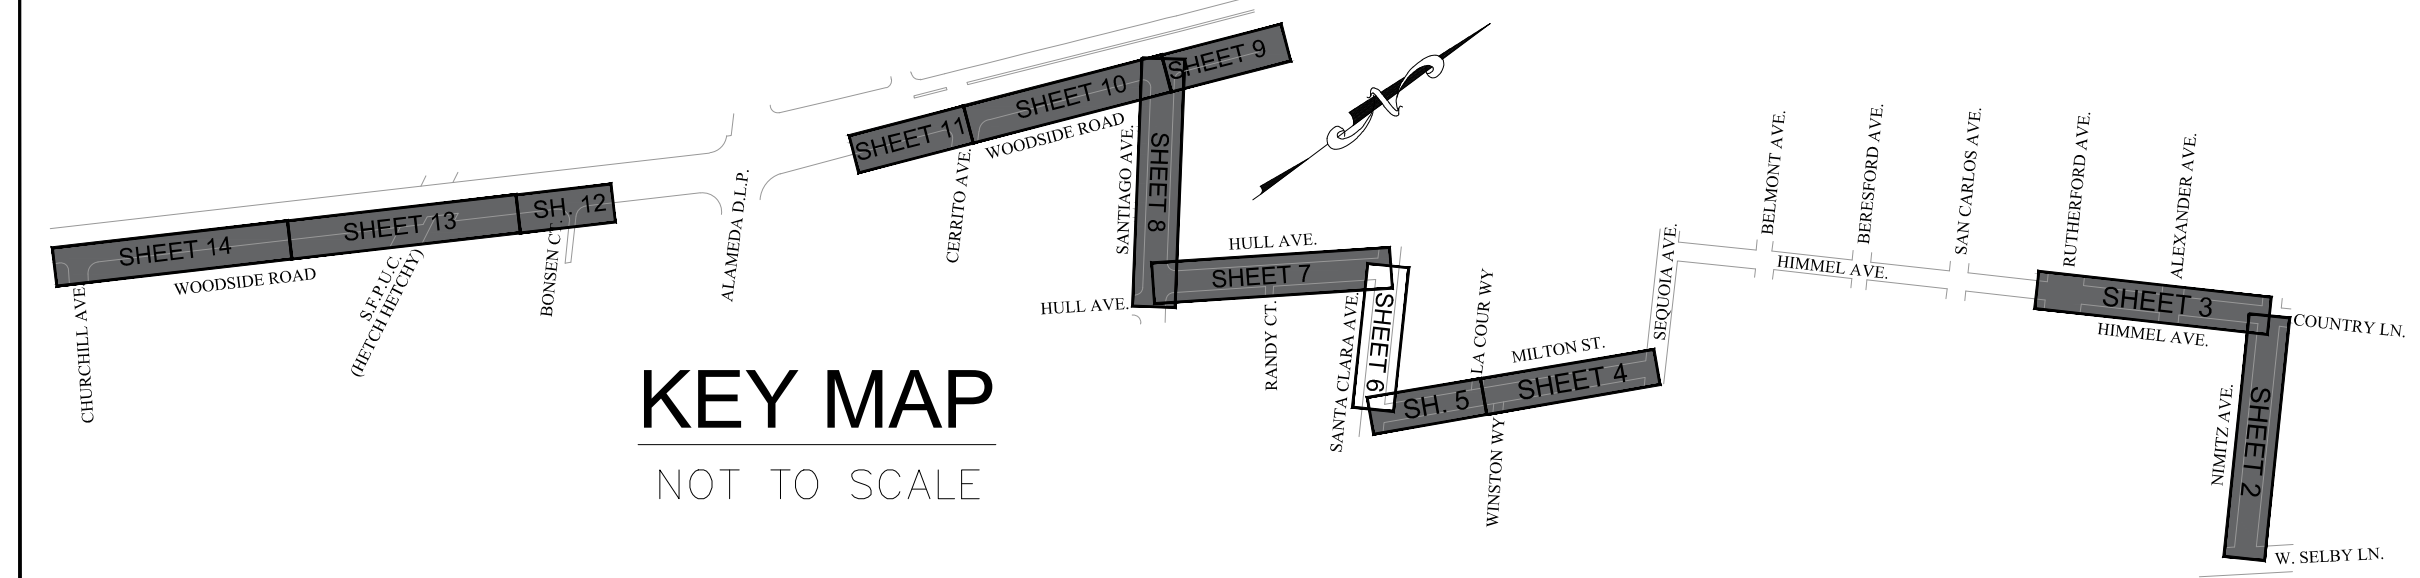 SHEET 14
SHEET 13
SH. 12
SHEET 11
SHEET 10
SHEET 9
SHEET 8
SHEET 7
SHEET 6
SH. 5
SHEET 4
SHEET 3
SHEET 2
WOODSIDE ROAD
CHURCHILL AVE.
S.F.P.U.C.
(HETCH HETCHY)
BONSEN CT.
ALAMEDA D.L.P.
CERRITO AVE.
WOODSIDE ROAD
SANTIAGO AVE.
HULL AVE.
HULL AVE.
RANDY CT.
SANTA CLARA AVE.
LA COUR WY
WINSTON WY
MILTON ST.
SEQUOIA AVE.
BELMONT AVE.
HIMMEL AVE.
BERESFORD AVE.
SAN CARLOS AVE.
RUTHERFORD AVE.
ALEXANDER AVE.
HIMMEL AVE.
COUNTRY LN.
NIMITZ AVE.
W. SELBY LN.
KEY MAP
NOT TO SCALE